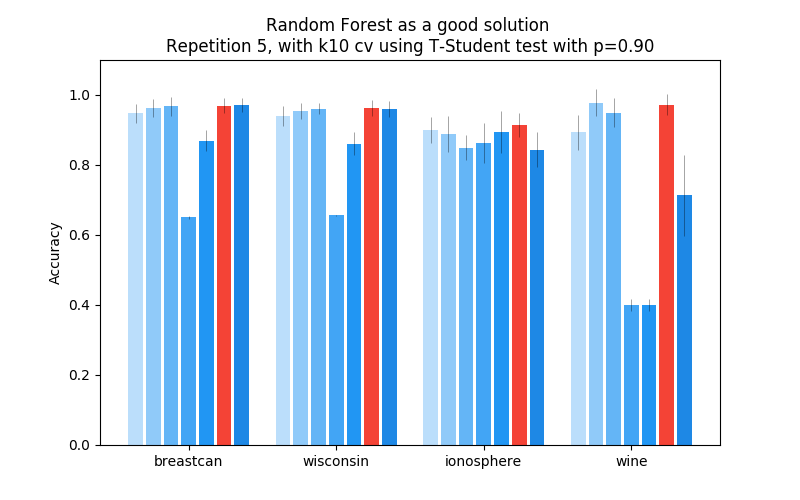 Random Forest as a good solution
Repetition 5, with k10 cv using T-Student test with p=0.90
Accuracy
1.0
0.8
0.6
0.4
0.2
0.0
breastcan wisconsin ionosphere wine